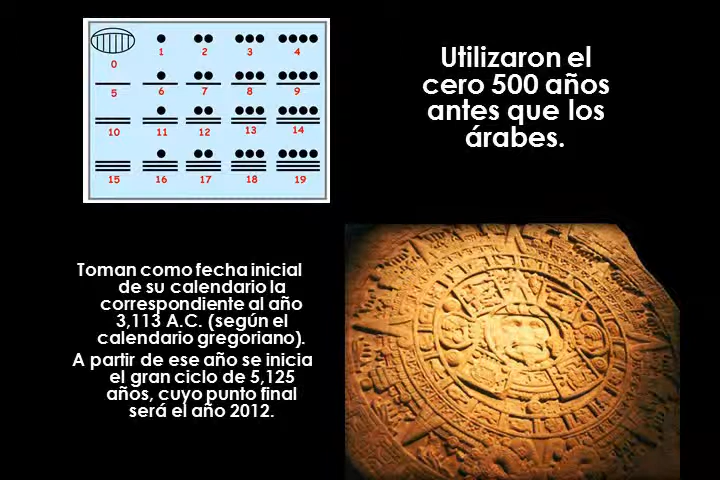 0 1 2 3 4
5 6 7 8 9
10 11 12 13 14
15 16 17 18 19
Utilizaron el
cero 500 años
antes que los
árabes.
Toman como fecha inicial
de su calendario la
correspondiente al año
3,113 A.C. (según el
calendario gregoriano).
A partir de ese año se inicia
el gran ciclo de 5,125
años, cuyo punto final
será el año 2012.